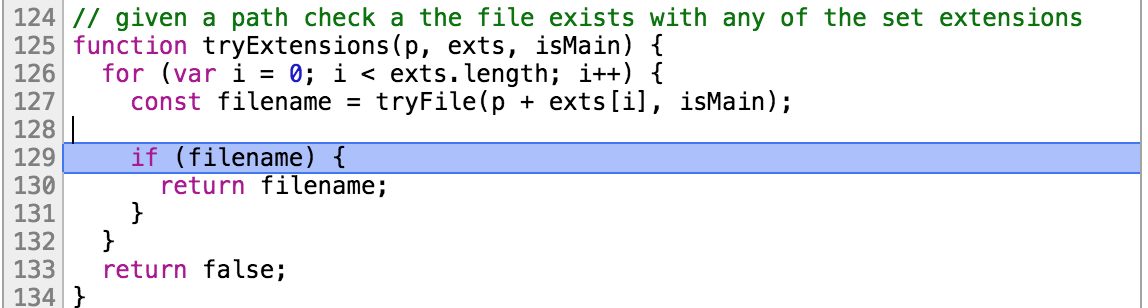 124 // given a path check a the file exists with any of the set extensions
125 function tryExtensions(p, exts, isMain) {
126   for (var i = 0; i < exts.length; i++) {
127     const filename = tryFile(p + exts[i], isMain);
128
129     if (filename) {
130       return filename;
131     }
132   }
133   return false;
134 }